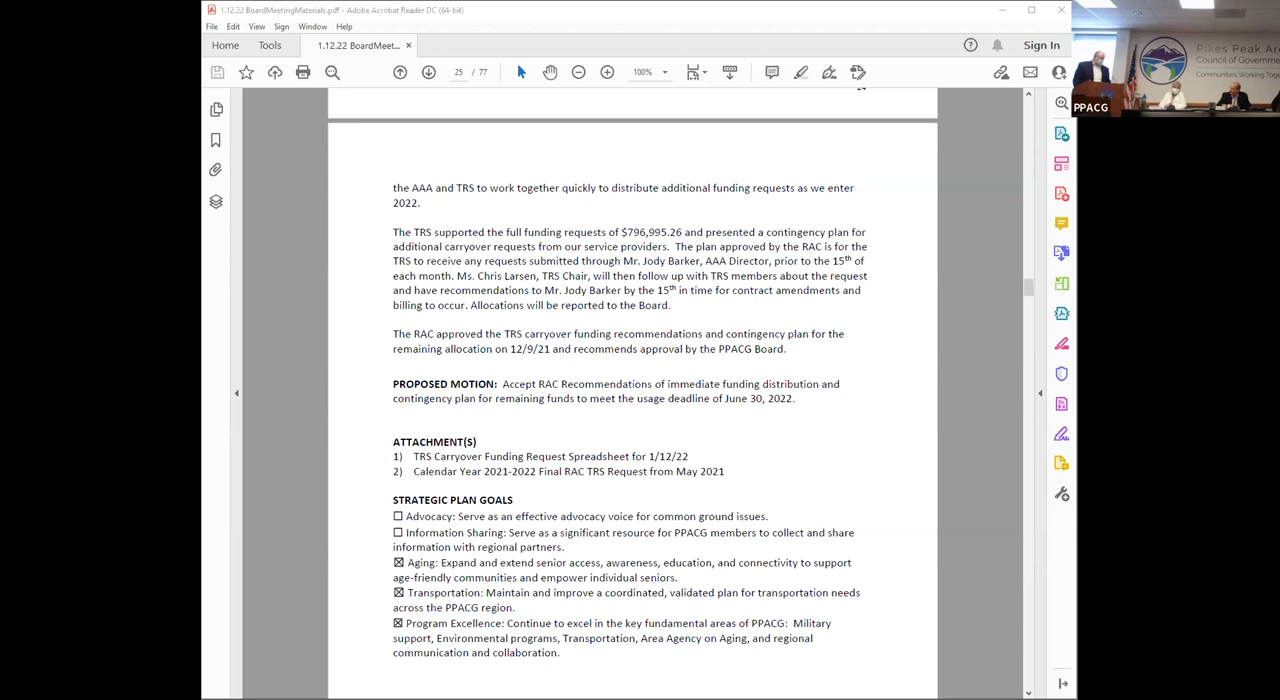 1.12.22 BoardMeetingMaterials.pdf - Adobe Acrobat Reader DC (64-bit)
File Edit View Sign Window Help
Home Tools 1.12.22 BoardMeet... × Sign In
25 / 77 100%
the AAA and TRS to work together quickly to distribute additional funding requests as we enter
2022.
The TRS supported the full funding requests of $796,995.26 and presented a contingency plan for
additional carryover requests from our service providers. The plan approved by the RAC is for the
TRS to receive any requests submitted through Mr. Jody Barker, AAA Director, prior to the 15th of
each month. Ms. Chris Larsen, TRS Chair, will then follow up with TRS members about the request
and have recommendations to Mr. Jody Barker by the 15th in time for contract amendments and
billing to occur. Allocations will be reported to the Board.
The RAC approved the TRS carryover funding recommendations and contingency plan for the
remaining allocation on 12/9/21 and recommends approval by the PPACG Board.
PROPOSED MOTION: Accept RAC Recommendations of immediate funding distribution and
contingency plan for remaining funds to meet the usage deadline of June 30, 2022.
ATTACHMENT(S)
1) TRS Carryover Funding Request Spreadsheet for 1/12/22
2) Calendar Year 2021-2022 Final RAC TRS Request from May 2021
STRATEGIC PLAN GOALS
☐ Advocacy: Serve as an effective advocacy voice for common ground issues.
☐ Information Sharing: Serve as a significant resource for PPACG members to collect and share
information with regional partners.
☒ Aging: Expand and extend senior access, awareness, education, and connectivity to support
age-friendly communities and empower individual seniors.
☒ Transportation: Maintain and improve a coordinated, validated plan for transportation needs
across the PPACG region.
☒ Program Excellence: Continue to excel in the key fundamental areas of PPACG: Military
support, Environmental programs, Transportation, Area Agency on Aging, and regional
communication and collaboration.
Pikes Peak Are
Council of Governme
Communities Working Toge
PPACG